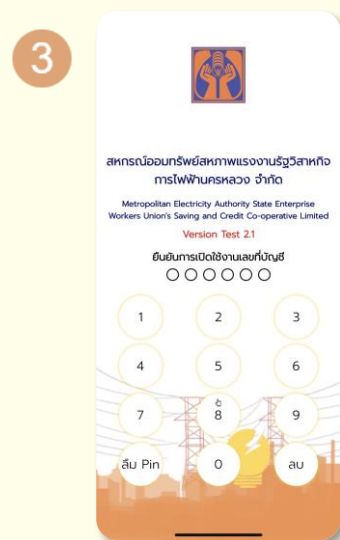 3
สหกรณ์ออมทรัพย์สหภาพแรงงานรัฐวิสาหกิจ
การไฟฟ้านครหลวง จำกัด
Metropolitan Electricity Authority State Enterprise
Workers Union's Saving and Credit Co-operative Limited
Version Test 2.1
ยืนยันการเปิดใช้งานเลขที่บัญชี
1 2 3
4 5 6
7 8 9
ลืม Pin 0 ลบ